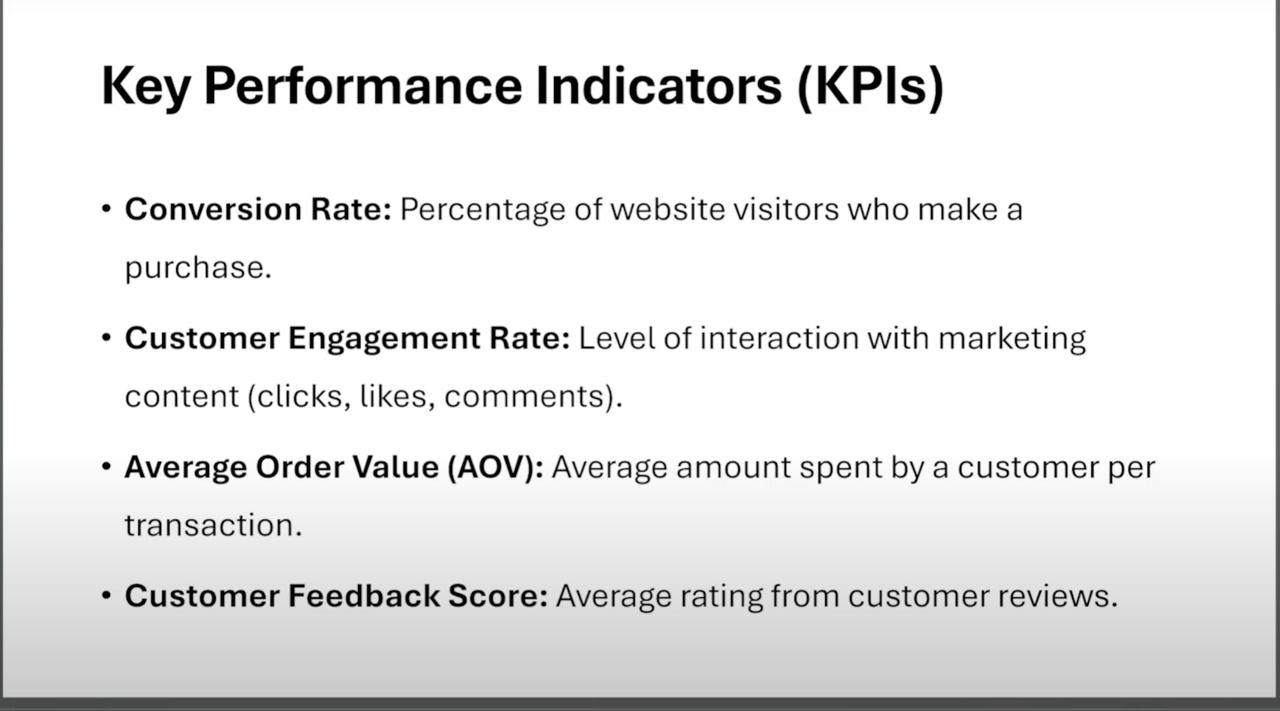 Key Performance Indicators (KPIs)
• Conversion Rate: Percentage of website visitors who make a
purchase.
• Customer Engagement Rate: Level of interaction with marketing
content (clicks, likes, comments).
• Average Order Value (AOV): Average amount spent by a customer per
transaction.
• Customer Feedback Score: Average rating from customer reviews.